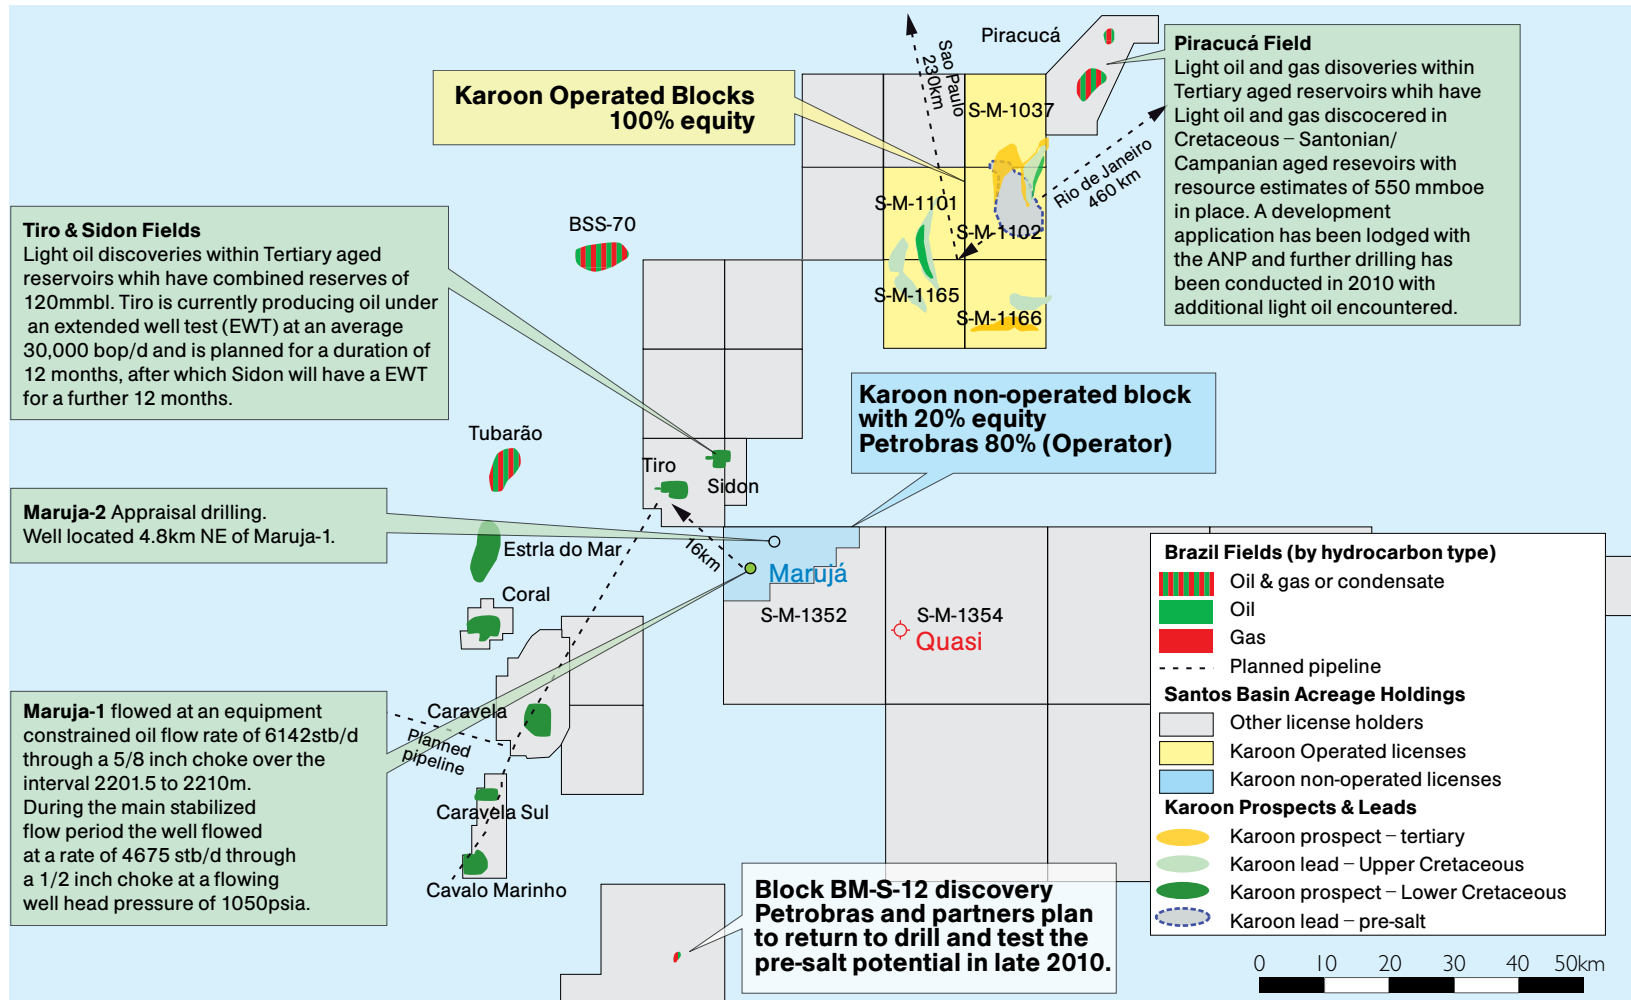 Piracucá
Sao Paulo
230km
Karoon Operated Blocks
100% equity
S-M-1037
Piracucá Field
Light oil and gas disoveries within
Tertiary aged reservoirs whih have
Light oil and gas discocered in
Cretaceous – Santonian/
Campanian aged resevoirs with
resource estimates of 550 mmboe
in place. A development
application has been lodged with
the ANP and further drilling has
been conducted in 2010 with
additional light oil encountered.
Rio de Janeiro
460 km
S-M-1101
S-M-1102
S-M-1165
S-M-1166
BSS-70
Tiro & Sidon Fields
Light oil discoveries within Tertiary aged
reservoirs whih have combined reserves of
120mmbl. Tiro is currently producing oil under
an extended well test (EWT) at an average
30,000 bop/d and is planned for a duration of
12 months, after which Sidon will have a EWT
for a further 12 months.
Karoon non-operated block
with 20% equity
Petrobras 80% (Operator)
Tubarão
Tiro
Sidon
Maruja-2 Appraisal drilling.
Well located 4.8km NE of Maruja-1.
Estrla do Mar
16km
Marujá
Coral
S-M-1352
S-M-1354
Quasi
Maruja-1 flowed at an equipment
constrained oil flow rate of 6142stb/d
through a 5/8 inch choke over the
interval 2201.5 to 2210m.
During the main stabilized
flow period the well flowed
at a rate of 4675 stb/d through
a 1/2 inch choke at a flowing
well head pressure of 1050psia.
Caravela
Planned
pipeline
Caravela Sul
Cavalo Marinho
Block BM-S-12 discovery
Petrobras and partners plan
to return to drill and test the
pre-salt potential in late 2010.
Brazil Fields (by hydrocarbon type)
Oil & gas or condensate
Oil
Gas
Planned pipeline
Santos Basin Acreage Holdings
Other license holders
Karoon Operated licenses
Karoon non-operated licenses
Karoon Prospects & Leads
Karoon prospect – tertiary
Karoon lead – Upper Cretaceous
Karoon prospect – Lower Cretaceous
Karoon lead – pre-salt
0 10 20 30 40 50km